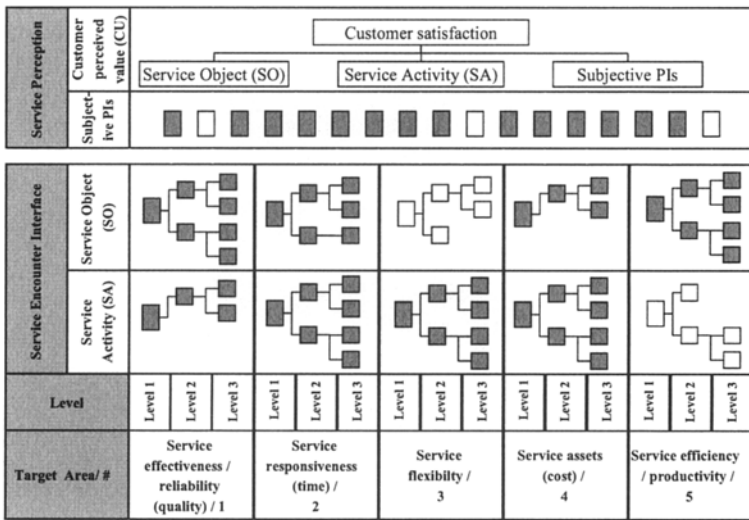 Service Perception
Customer
perceived
value (CU)
Customer satisfaction
Service Object (SO)
Service Activity (SA)
Subjective PIs
Subject-
ive PIs
Service Encounter Interface
Service Object
(SO)
Service
Activity (SA)
Level
Level 1
Level 2
Level 3
Level 1
Level 2
Level 3
Level 1
Level 2
Level 3
Level 1
Level 2
Level 3
Level 1
Level 2
Level 3
Target Area/ #
Service
effectiveness /
reliability
(quality) / 1
Service
responsiveness
(time) /
2
Service
flexibilty /
3
Service assets
(cost) /
4
Service efficiency
/ productivity /
5